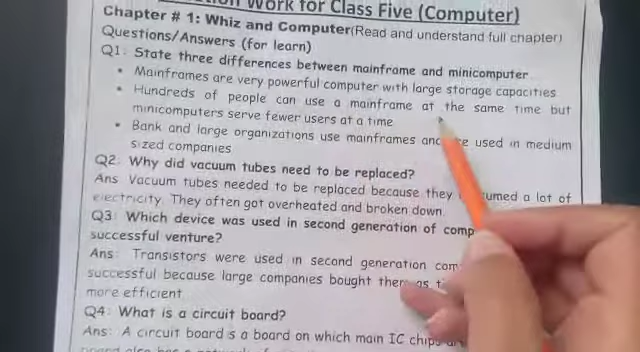 Work for Class Five (Computer)
Chapter # 1: Whiz and Computer(Read and understand full chapter)
Questions/Answers (for learn)
Q1: State three differences between mainframe and minicomputer
• Mainframes are very powerful computer with large storage capacities
• Hundreds of people can use a mainframe at the same time but
minicomputers serve fewer users at a time
• Bank and large organizations use mainframes and used in medium
sized companies
Q2: Why did vacuum tubes need to be replaced?
Ans: Vacuum tubes needed to be replaced because they a lot of
electricity. They often got overheated and broken down.
Q3: Which device was used in second generation of
successful venture?
Ans: Transistors were used in second generation
successful because large companies bought them as
more efficient.
Q4: What is a circuit board?
Ans: A circuit board is a board on which main IC chips